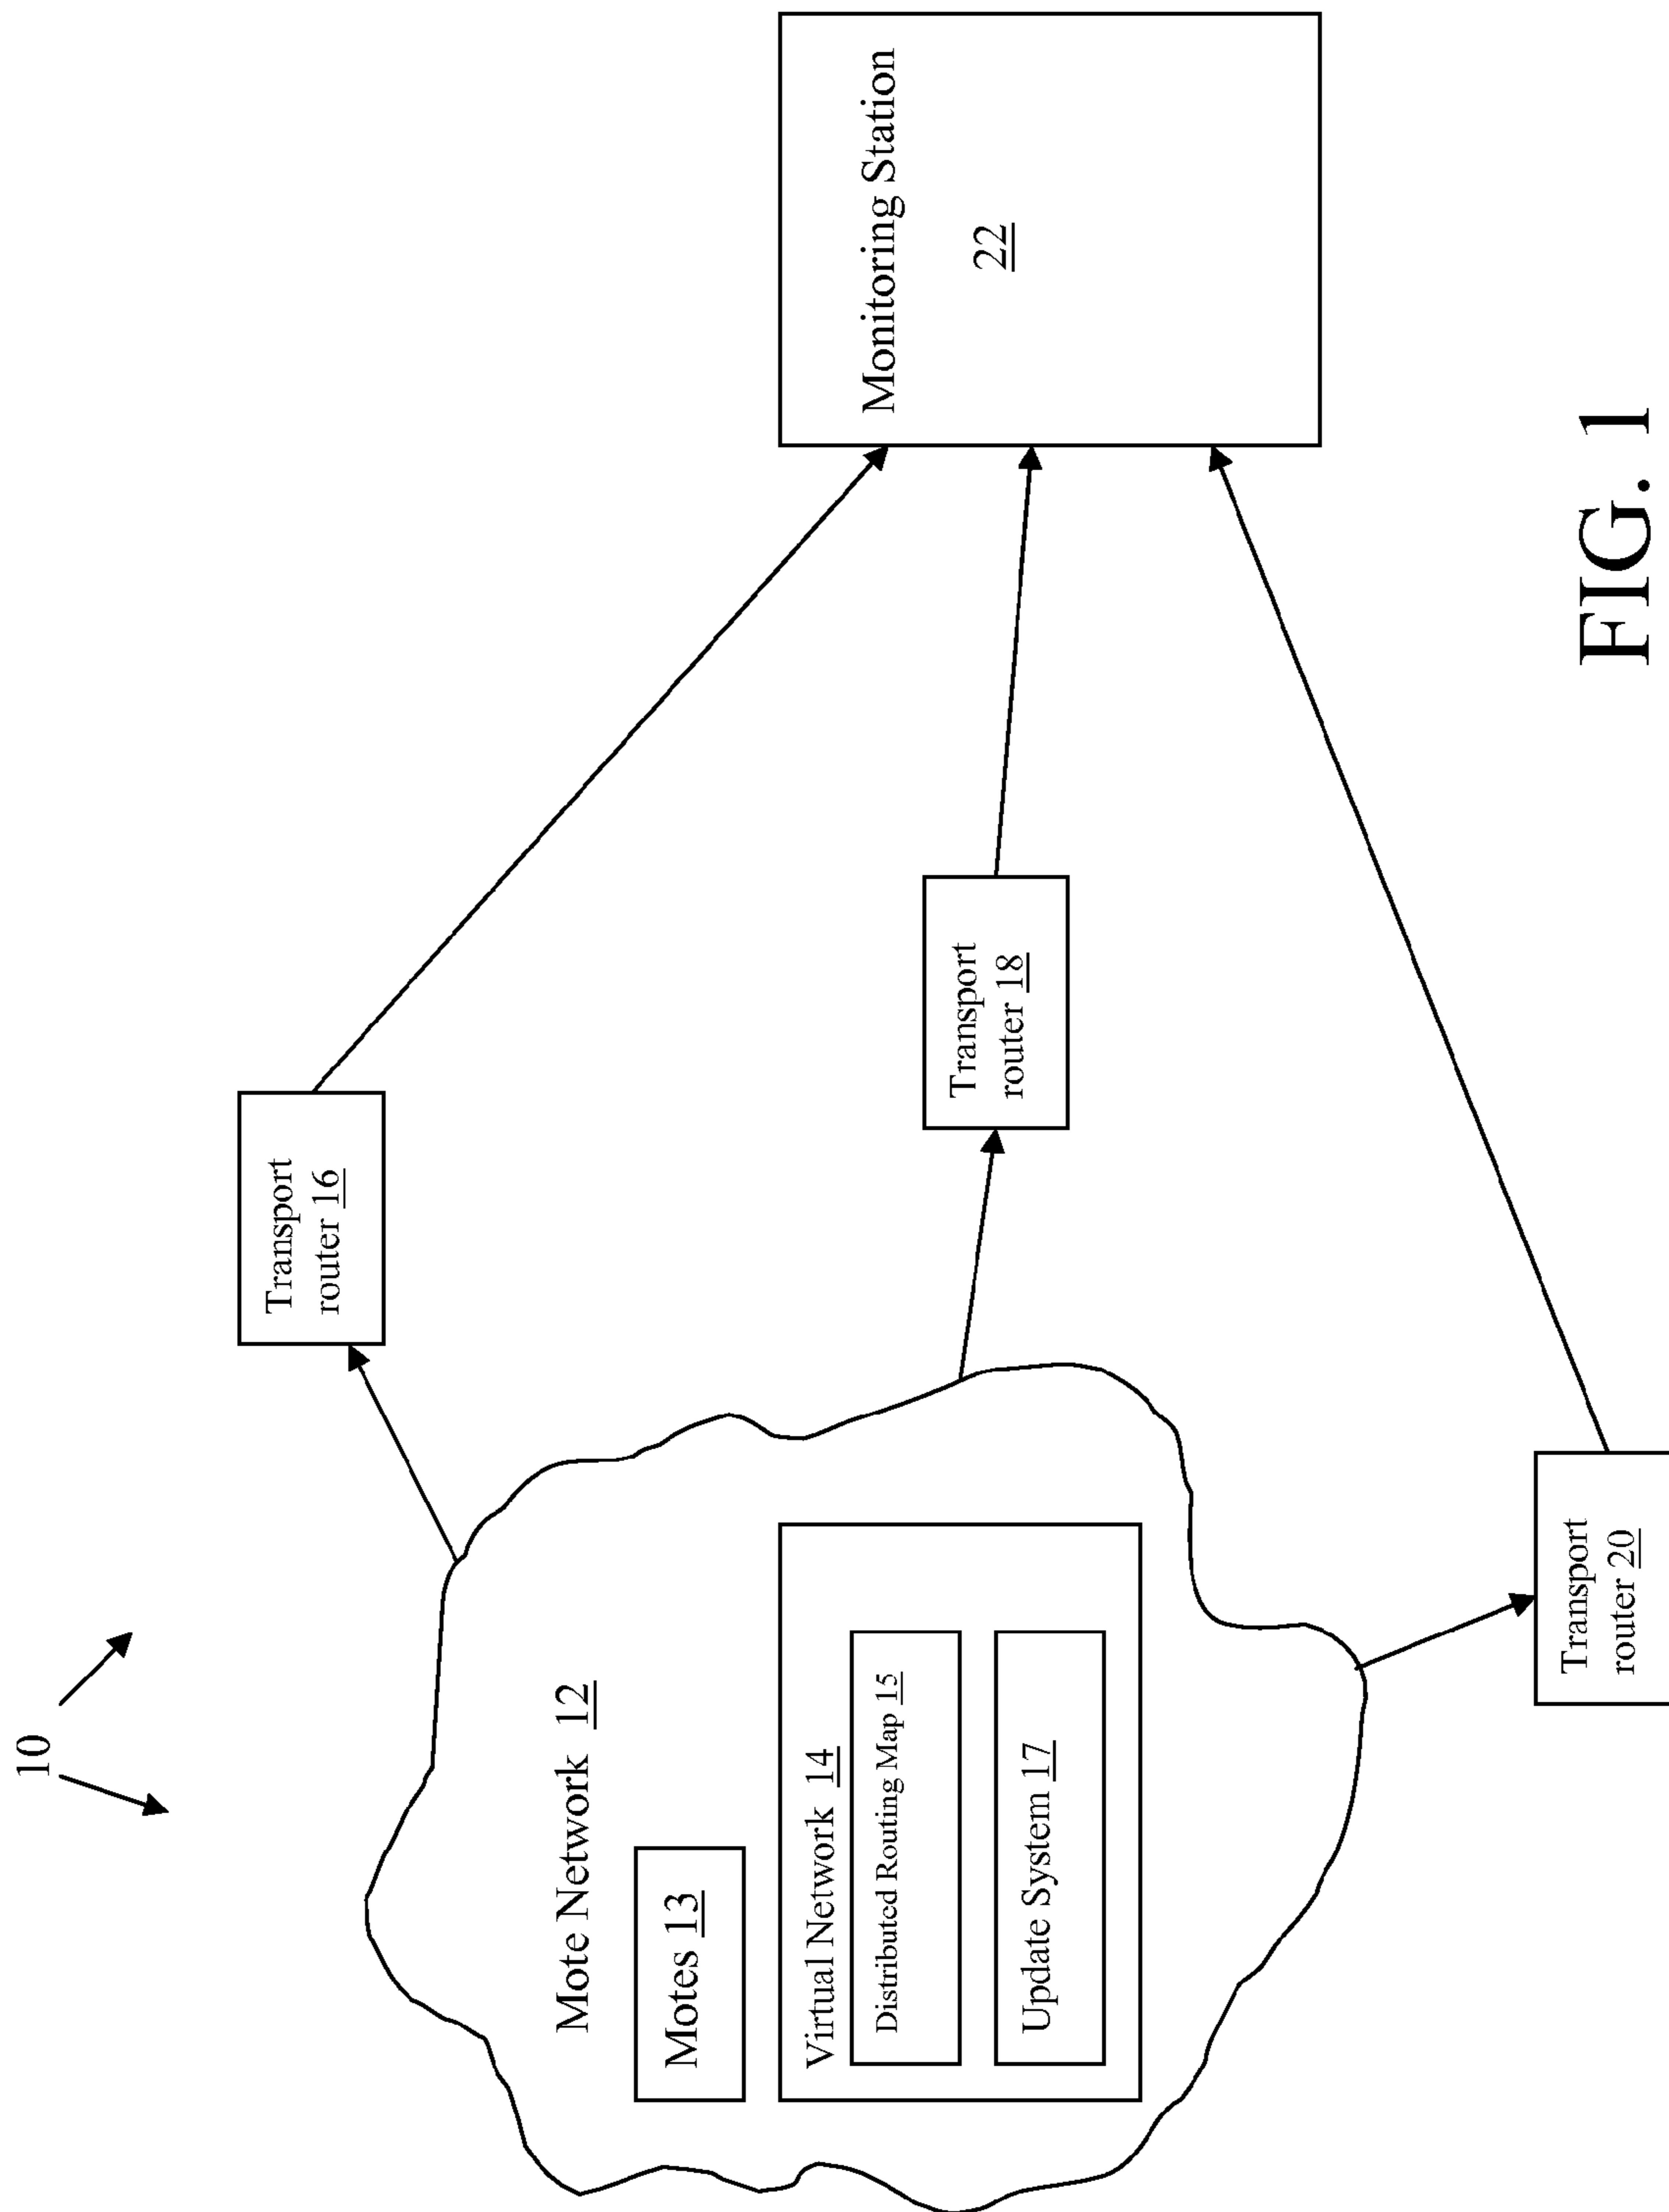 10
Mote Network 12
Motes 13
Virtual Network 14
Distributed Routing Map 15
Update System 17
Transport
router 16
Transport
router 18
Transport
router 20
Monitoring Station
22
FIG. 1